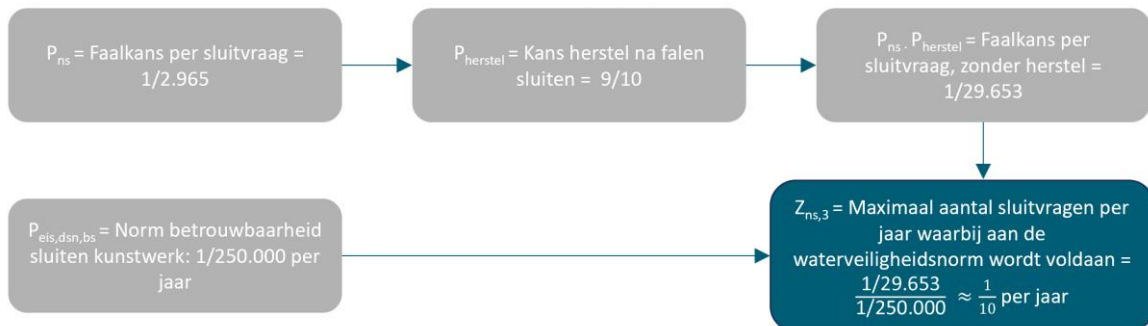 P_ns = Faalkans per sluitvraag =
1/2.965
P_herstel = Kans herstel na falen
sluiten = 9/10
P_ns . P_herstel = Faalkans per
sluitvraag, zonder herstel =
1/29.653
P_eis,dsn,bs = Norm betrouwbaarheid
sluiten kunstwerk: 1/250.000 per
jaar
Z_ns,3 = Maximaal aantal sluitvragen per
jaar waarbij aan de
waterveiligheidsnorm wordt voldaan =
1/29.653
1/250.000 ≈ 1/10 per jaar